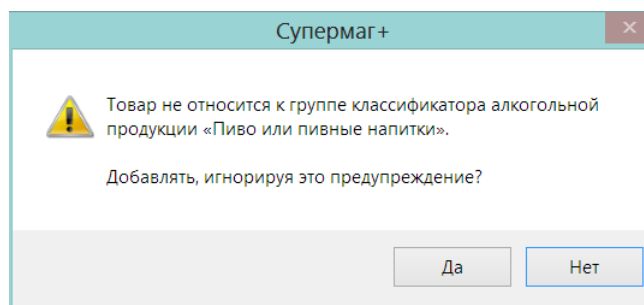 Супермаг+
Товар не относится к группе классификатора алкогольной
продукции «Пиво или пивные напитки».
Добавлять, игнорируя это предупреждение?
Да
Нет